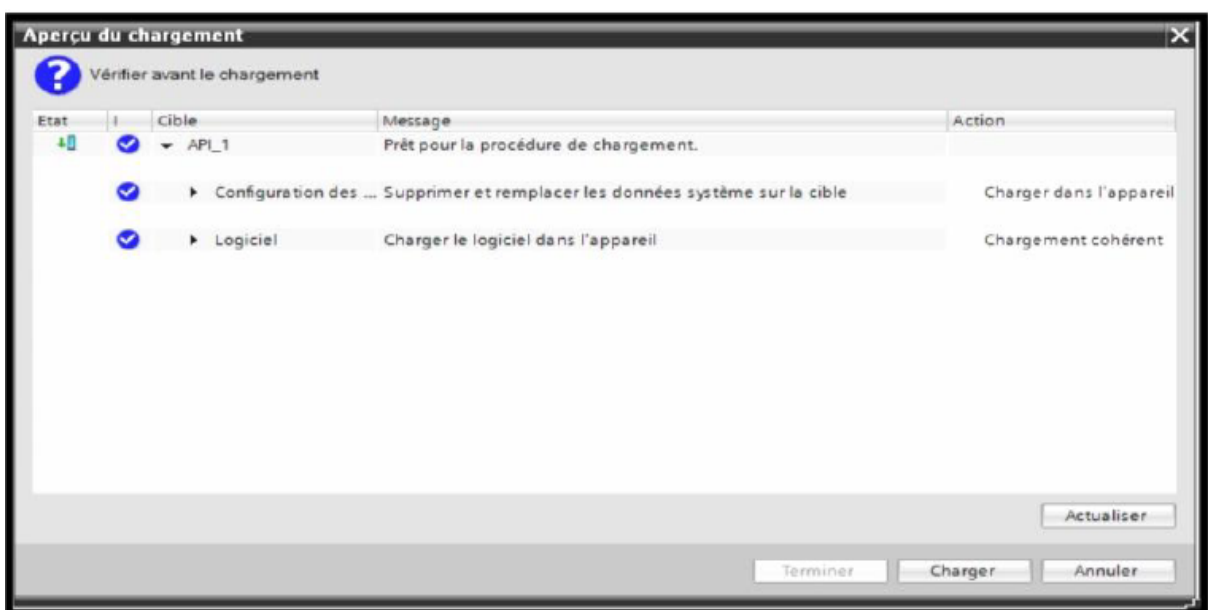 Aperçu du chargement
Vérifier avant le chargement
Etat ! Cible Message Action
API_1 Prêt pour la procédure de chargement.
Configuration des ... Supprimer et remplacer les données système sur la cible Charger dans l'appareil
Logiciel Charger le logiciel dans l'appareil Chargement cohérent
Actualiser
Terminer Charger Annuler